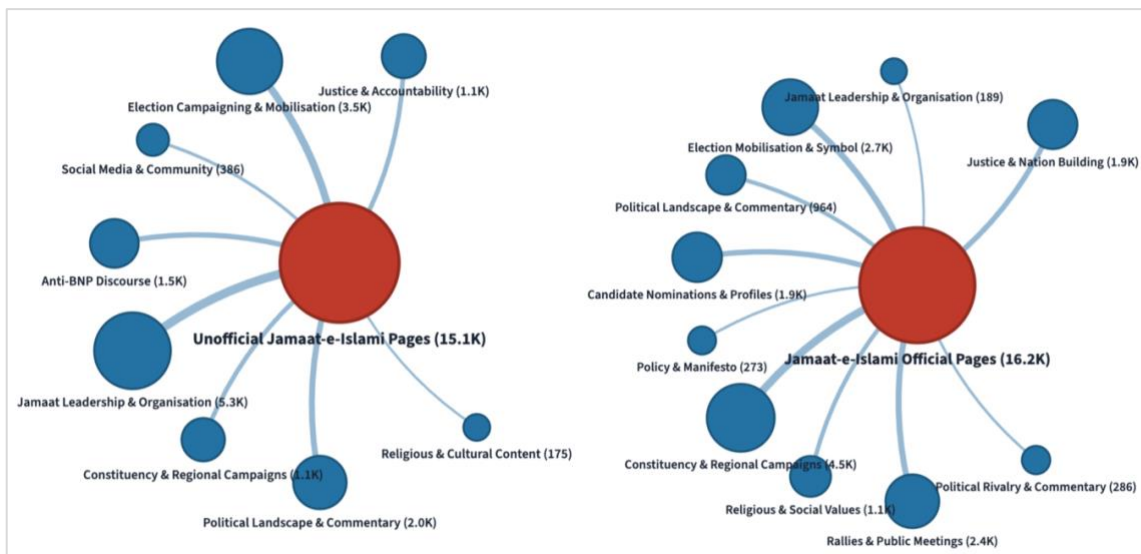 Election Campaigning & Mobilisation (3.5K)
Justice & Accountability (1.1K)
Social Media & Community (386)
Anti-BNP Discourse (1.5K)
Unofficial Jamaat-e-Islami Pages (15.1K)
Jamaat Leadership & Organisation (5.3K)
Constituency & Regional Campaigns (1.1K)
Religious & Cultural Content (175)
Political Landscape & Commentary (2.0K)
Jamaat Leadership & Organisation (189)
Election Mobilisation & Symbol (2.7K)
Justice & Nation Building (1.9K)
Political Landscape & Commentary (964)
Candidate Nominations & Profiles (1.9K)
Jamaat-e-Islami Official Pages (16.2K)
Policy & Manifesto (273)
Constituency & Regional Campaigns (4.5K)
Political Rivalry & Commentary (286)
Religious & Social Values (1.1K)
Rallies & Public Meetings (2.4K)